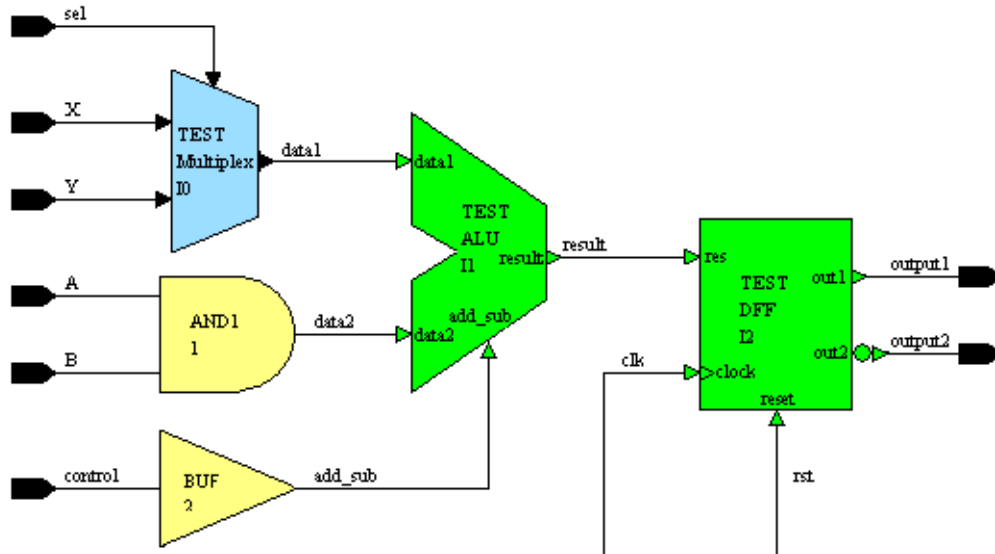 sel
X
TEST
Multiplex
I0
data1
data1
Y
TEST
ALU
I1
result
result
res
TEST
DFF
I2
out1
output1
out2
output2
A
AND1
1
data2
data2
add_sub
B
clk
clock
reset
control
BUF
2
add_sub
rst